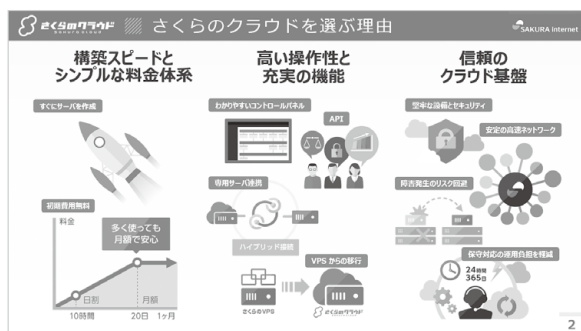 さくらのクラウド
SAKURA CLOUD
さくらのクラウドを選ぶ理由
SAKURA internet
構築スピードと
シンプルな料金体系
すぐにサーバを作成
初期費用無料
料金
多く使っても
月額で安心
日割
月額
10時間
20日
1ヶ月
高い操作性と
充実の機能
わかりやすいコントロールパネル
API
専用サーバ連携
ハイブリッド接続
VPSからの移行
さくらのVPS
さくらのクラウド
信頼の
クラウド基盤
堅牢な設備とセキュリティ
安定の高速ネットワーク
障害発生のリスク回避
保守対応の運用負担を軽減
24時間
365日
2